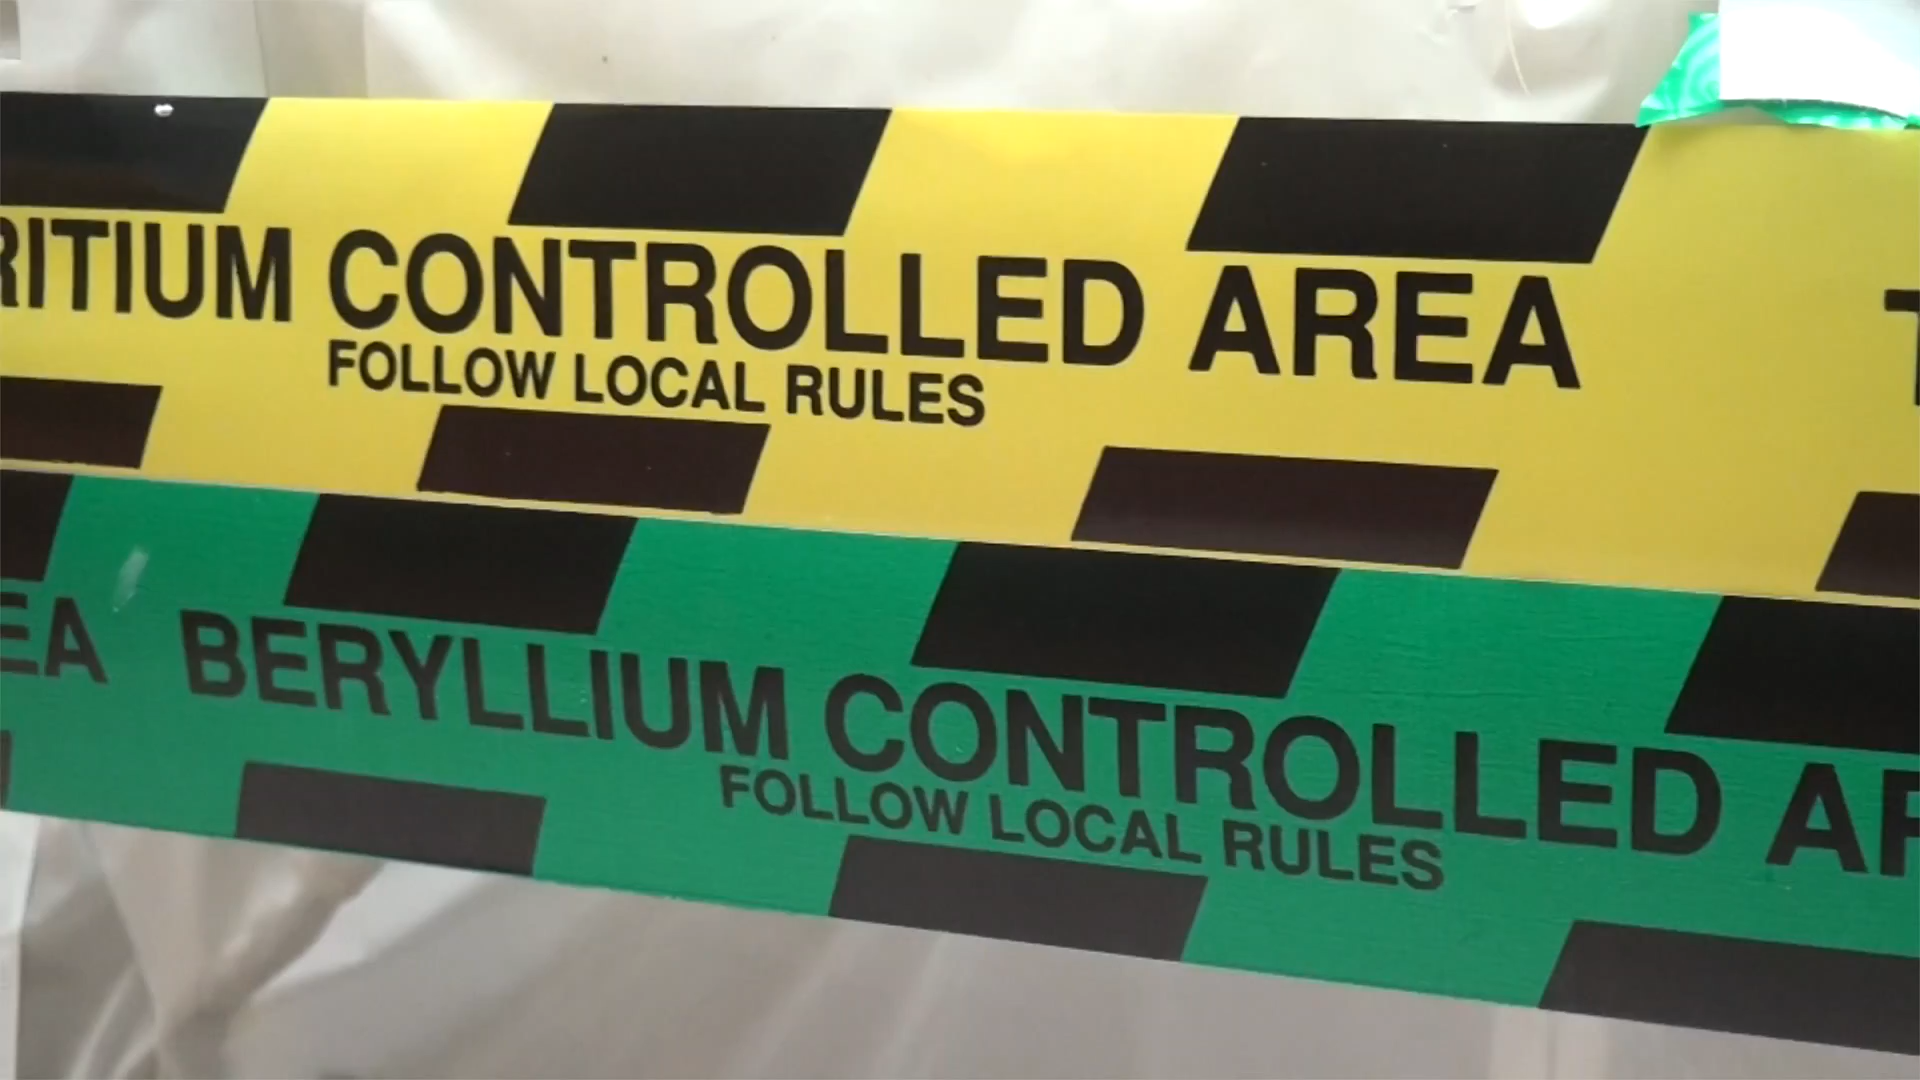 RITIUM CONTROLLED AREA T
FOLLOW LOCAL RULES
EA BERYLLIUM CONTROLLED AR
FOLLOW LOCAL RULES